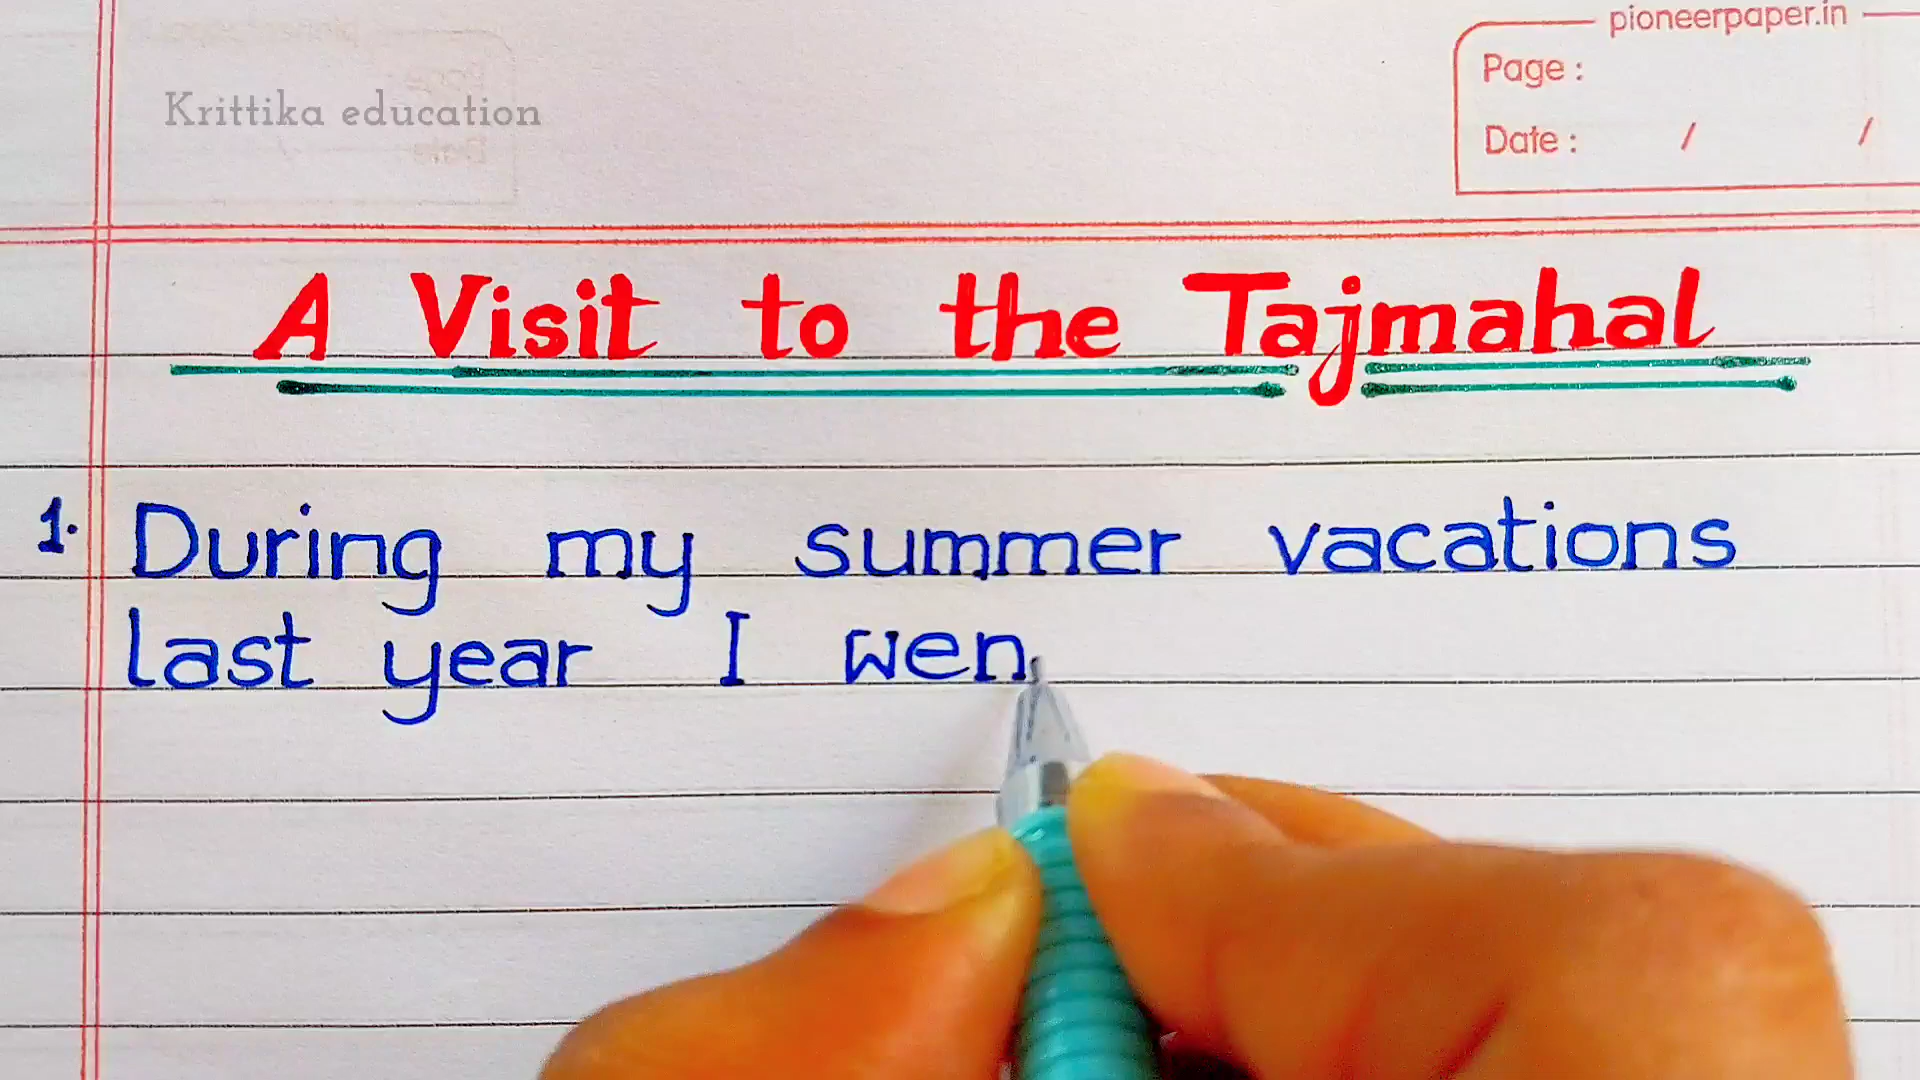 pioneerpaper.in
Page :
Krittika education
Date : / /
A Visit to the Tajmahal
1. During my summer vacations
last year I wen